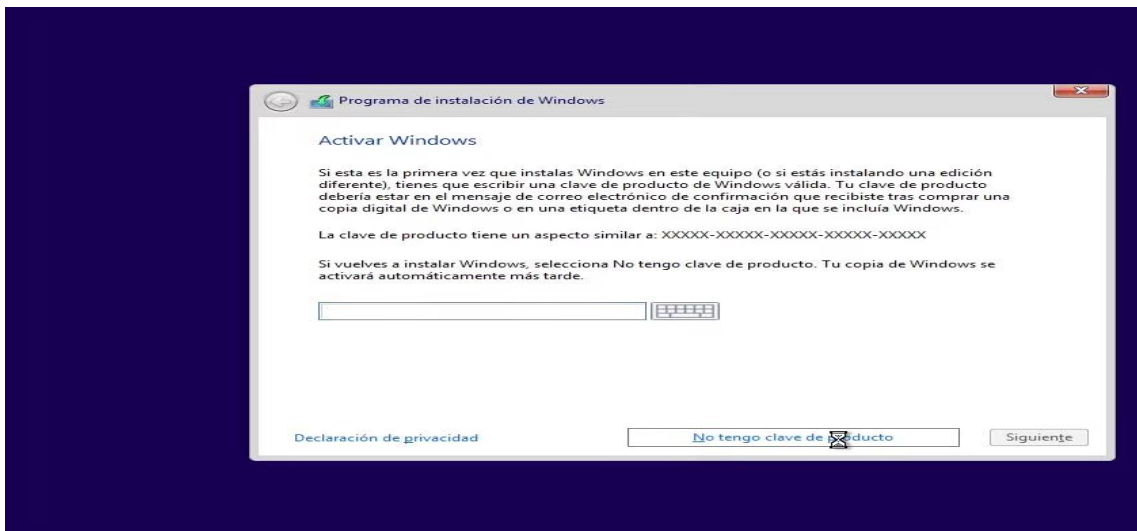 Programa de instalación de Windows
Activar Windows
Si esta es la primera vez que instalas Windows en este equipo (o si estás instalando una edición
diferente), tienes que escribir una clave de producto de Windows válida. Tu clave de producto
debería estar en el mensaje de correo electrónico de confirmación que recibiste tras comprar una
copia digital de Windows o en una etiqueta dentro de la caja en la que se incluía Windows.
La clave de producto tiene un aspecto similar a: XXXXX-XXXXX-XXXXX-XXXXX-XXXXX
Si vuelves a instalar Windows, selecciona No tengo clave de producto. Tu copia de Windows se
activará automáticamente más tarde.
Declaración de privacidad
No tengo clave de producto
Siguiente